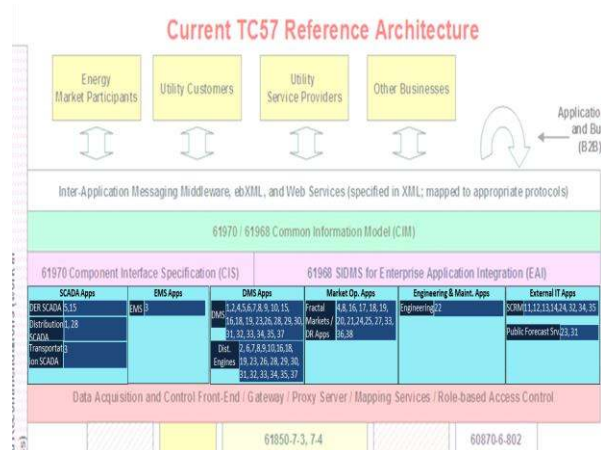 Current TC57 Reference Architecture
Energy
Market Participants
Utility Customers
Utility
Service Providers
Other Businesses
Applicatio
and Bu
(B2B)
Inter-Application Messaging Middleware, ebXML, and Web Services (specified in XML; mapped to appropriate protocols)
61970 / 61968 Common Information Model (CIM)
61970 Component Interface Specification (CIS)
61968 SIDMS for Enterprise Application Integration (EAI)
SCADA Apps
DER SCADA 5,15
Distribution SCADA 1, 28
Transportat
ion SCADA 3
EMS Apps
EMS 3
DMS Apps
DMS 1,2,4,5,6,7,8,9,10, 15,
16,18,19, 23,26,28, 29, 30,
31, 32, 33, 34, 35, 37
Dist. Engines 2, 6,7,8,9,10,16,18,
19,23, 26, 28, 29, 30,
31, 32, 33, 34, 35, 37
Market Op. Apps
Fractal
Markets /
DR Apps
4,8, 16, 17, 18, 19,
20, 21,24,25, 27, 33,
36,38
Engineering & Maint. Apps
Engineering 22
External IT Apps
SCRM 11,12,13,14,24, 32, 34, 35
Public Forecast Srv. 23, 31
Data Acquisition and Control Front-End / Gateway / Proxy Server / Mapping Services / Role-based Access Control
61850-7-3, 7-4
60870-6-802